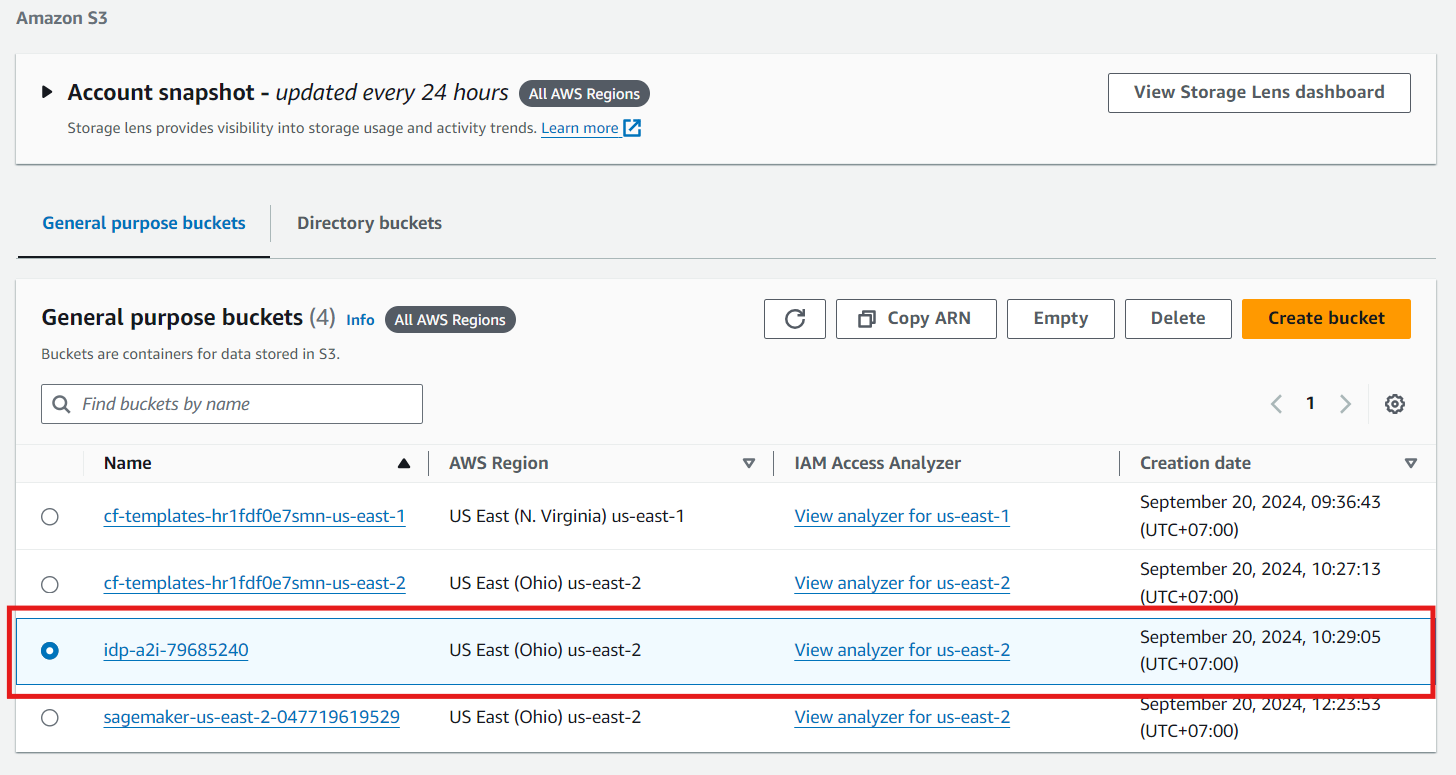 Amazon S3
Account snapshot - updated every 24 hours All AWS Regions
View Storage Lens dashboard
Storage lens provides visibility into storage usage and activity trends. Learn more
General purpose buckets
Directory buckets
General purpose buckets (4) Info All AWS Regions
Copy ARN
Empty
Delete
Create bucket
Buckets are containers for data stored in S3.
Find buckets by name
1
Name
AWS Region
IAM Access Analyzer
Creation date
cf-templates-hr1fdf0e7smn-us-east-1
US East (N. Virginia) us-east-1
View analyzer for us-east-1
September 20, 2024, 09:36:43
(UTC+07:00)
cf-templates-hr1fdf0e7smn-us-east-2
US East (Ohio) us-east-2
View analyzer for us-east-2
September 20, 2024, 10:27:13
(UTC+07:00)
idp-a2i-79685240
US East (Ohio) us-east-2
View analyzer for us-east-2
September 20, 2024, 10:29:05
(UTC+07:00)
sagemaker-us-east-2-047719619529
US East (Ohio) us-east-2
View analyzer for us-east-2
September 20, 2024, 12:23:53
(UTC+07:00)